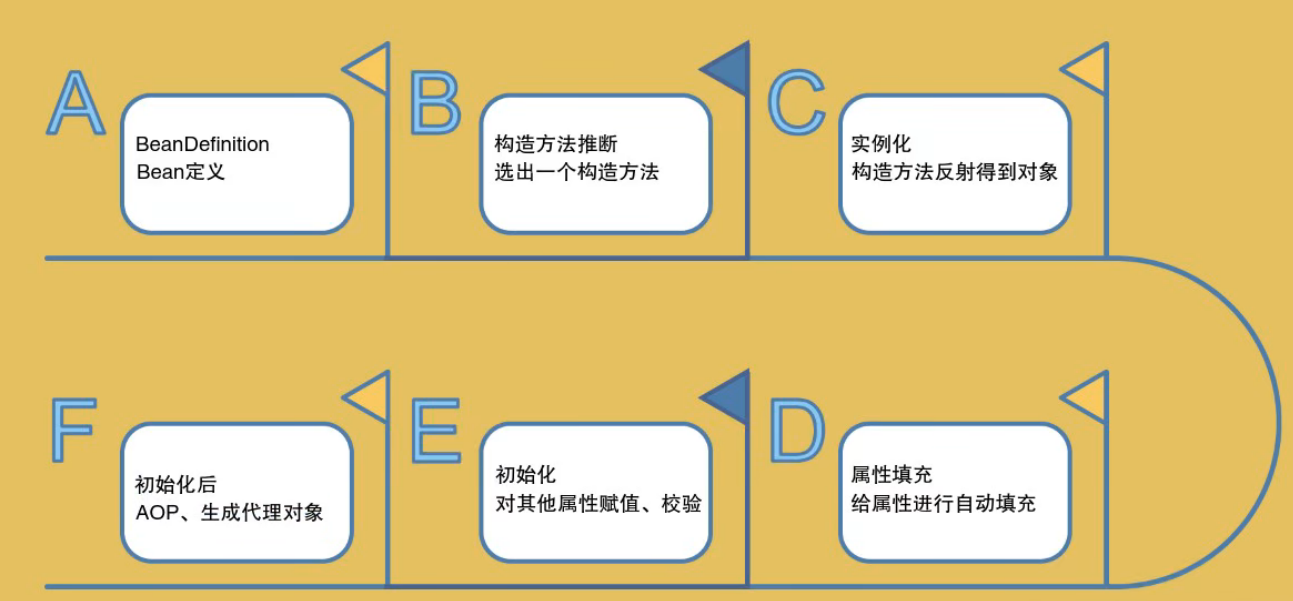 A
BeanDefinition
Bean定义
B
构造方法推断
选出一个构造方法
C
实例化
构造方法反射得到对象
D
属性填充
给属性进行自动填充
E
初始化
对其他属性赋值、校验
F
初始化后
AOP、生成代理对象